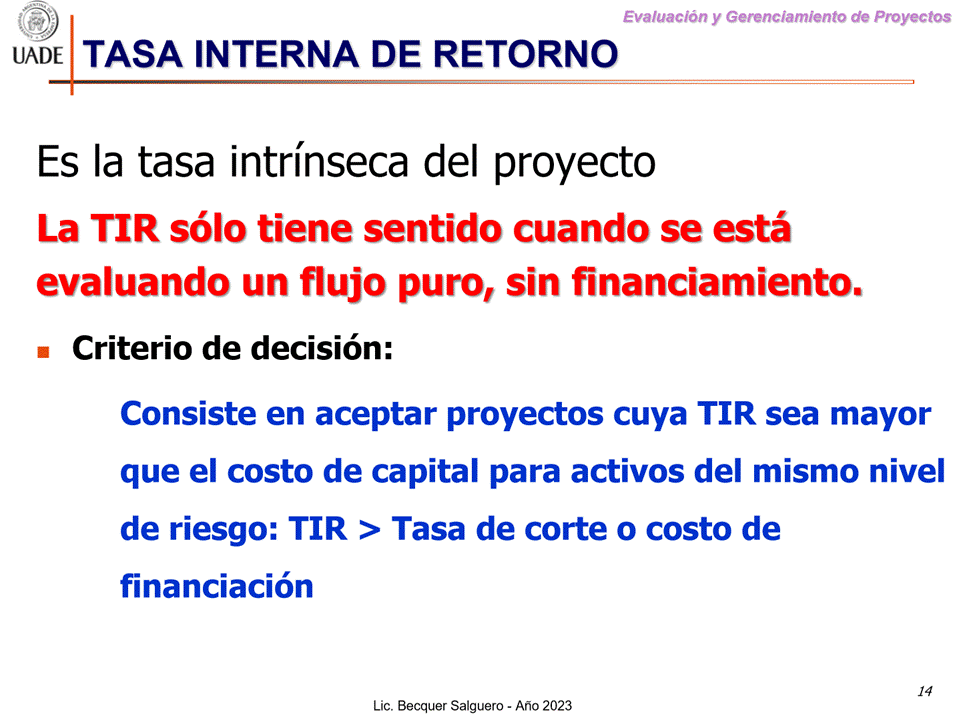 Evaluación y Gerenciamiento de Proyectos
UADE
TASA INTERNA DE RETORNO
Es la tasa intrínseca del proyecto
La TIR sólo tiene sentido cuando se está
evaluando un flujo puro, sin financiamiento.
Criterio de decisión:
Consiste en aceptar proyectos cuya TIR sea mayor
que el costo de capital para activos del mismo nivel
de riesgo: TIR > Tasa de corte o costo de
financiación
14
Lic. Becquer Salguero - Año 2023